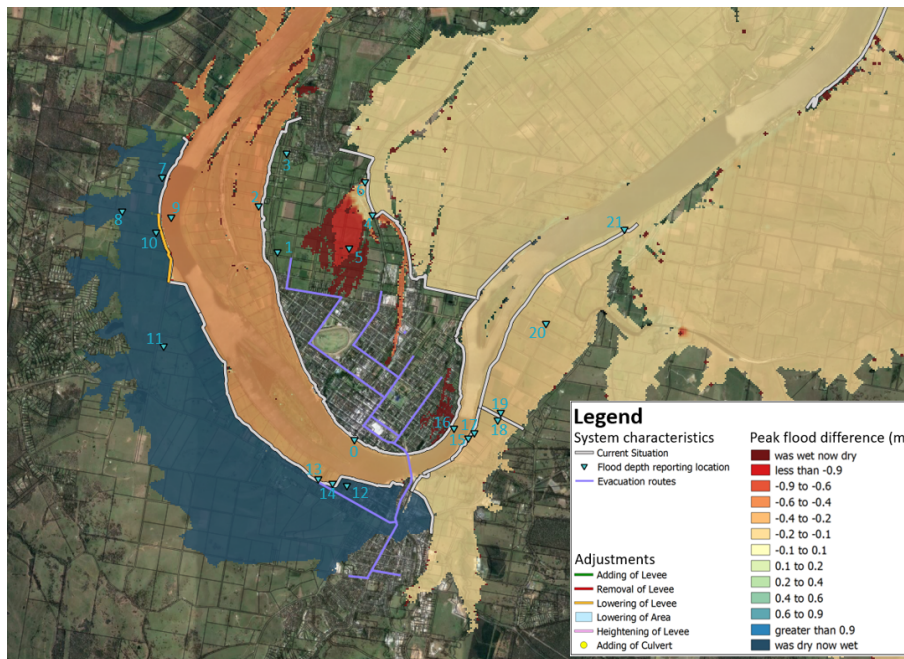 3
7
6
8
9
2
4
10
1
5
21
11
20
19
16
18
15
1
0
13
14
12
Legend
System characteristics
Current Situation
Flood depth reporting location
Evacuation routes
Adjustments
Adding of Levee
Removal of Levee
Lowering of Levee
Lowering of Area
Heightening of Levee
Adding of Culvert
Peak flood difference (m
was wet now dry
less than -0.9
-0.9 to -0.6
-0.6 to -0.4
-0.4 to -0.2
-0.2 to -0.1
-0.1 to 0.1
0.1 to 0.2
0.2 to 0.4
0.4 to 0.6
0.6 to 0.9
greater than 0.9
was dry now wet